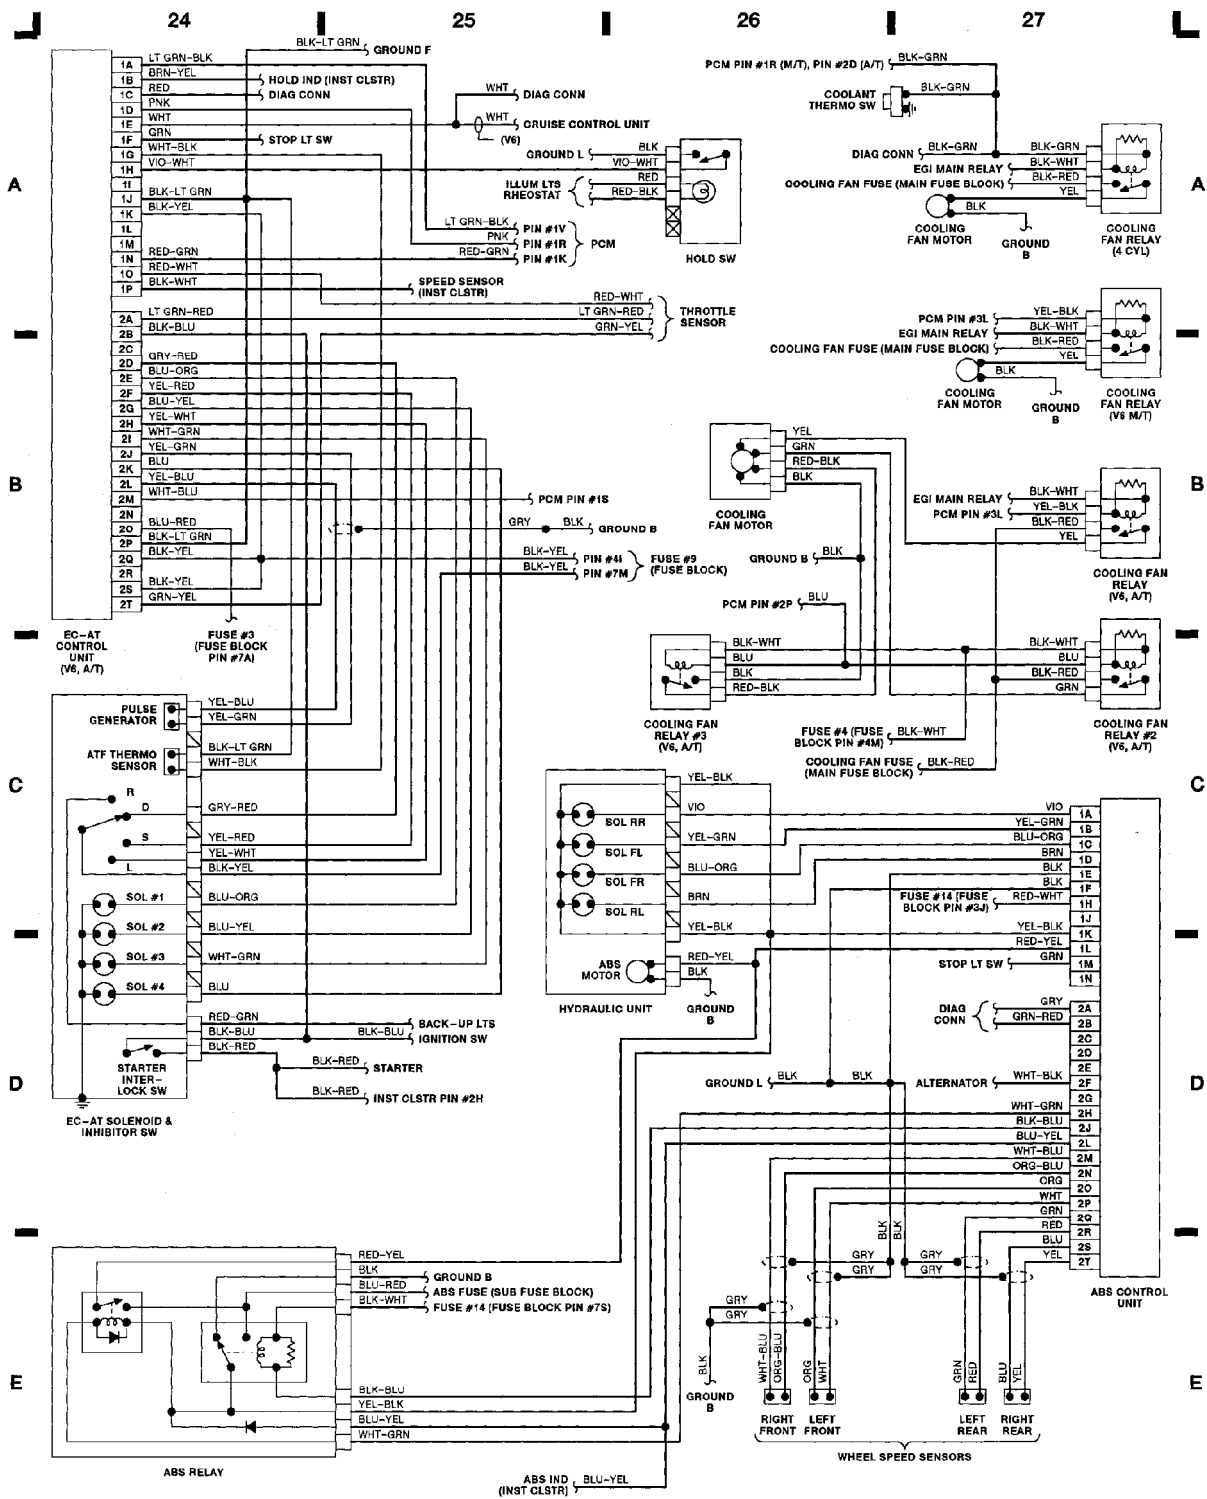 24
25
26
27
A
B
C
D
E
A
B
C
D
E
BLK-LT GRN
GROUND F
1A LT GRN-BLK
1B BRN-YEL
HOLD IND (INST CLSTR)
1C RED
DIAG CONN
1D PNK
1E WHT
1F GRN
STOP LT SW
1G WHT-BLK
1H VIO-WHT
1I
1J BLK-LT GRN
1K BLK-YEL
1L
1M
1N RED-GRN
1O RED-WHT
1P BLK-WHT
2A LT GRN-RED
2B BLK-BLU
2C
2D GRY-RED
2E BLU-ORG
2F YEL-RED
2G BLU-YEL
2H YEL-WHT
2I WHT-GRN
2J YEL-GRN
2K BLU
2L YEL-BLU
2M WHT-BLU
2N
2O BLU-RED
2P BLK-LT GRN
2Q BLK-YEL
2R
2S BLK-YEL
2T GRN-YEL
EC-AT
CONTROL
UNIT
(V6, A/T)
FUSE #3
(FUSE BLOCK
PIN #7A)
WHT
DIAG CONN
WHT
CRUISE CONTROL UNIT
(V6)
GROUND L
BLK
VIO-WHT
ILLUM LTS
RHEOSTAT
RED
RED-BLK
HOLD SW
LT GRN-BLK
PIN #1V
PNK
PIN #1R
RED-GRN
PIN #1K
PCM
SPEED SENSOR
(INST CLSTR)
RED-WHT
LT GRN-RED
GRN-YEL
THROTTLE
SENSOR
PCM PIN #1S
GRY
BLK
GROUND B
BLK-YEL
PIN #4I
BLK-YEL
PIN #7M
FUSE #9
(FUSE BLOCK)
PCM PIN #1R (M/T), PIN #2D (A/T)
BLK-GRN
COOLANT
THERMO SW
BLK-GRN
DIAG CONN
BLK-GRN
BLK-GRN
EGI MAIN RELAY
BLK-WHT
COOLING FAN FUSE (MAIN FUSE BLOCK)
BLK-RED
YEL
BLK
COOLING
FAN MOTOR
GROUND
B
COOLING
FAN RELAY
(4 CYL)
PCM PIN #3L
YEL-BLK
EGI MAIN RELAY
BLK-WHT
COOLING FAN FUSE (MAIN FUSE BLOCK)
BLK-RED
YEL
BLK
COOLING
FAN MOTOR
GROUND
B
COOLING
FAN RELAY
(V6 M/T)
YEL
GRN
RED-BLK
BLK
COOLING
FAN MOTOR
EGI MAIN RELAY
BLK-WHT
PCM PIN #3L
YEL-BLK
BLK-RED
YEL
COOLING FAN
RELAY
(V6, A/T)
GROUND B
BLK
PCM PIN #2P
BLU
BLK-WHT
BLU
BLK
RED-BLK
COOLING FAN
RELAY #3
(V6, A/T)
BLK-WHT
BLU
BLK-RED
GRN
COOLING FAN
RELAY #2
(V6, A/T)
FUSE #4 (FUSE
BLOCK PIN #4M)
BLK-WHT
COOLING FAN FUSE
(MAIN FUSE BLOCK)
BLK-RED
PULSE
GENERATOR
YEL-BLU
YEL-GRN
ATF THERMO
SENSOR
BLK-LT GRN
WHT-BLK
R
D
GRY-RED
S
YEL-RED
YEL-WHT
L
BLK-YEL
SOL #1
BLU-ORG
SOL #2
BLU-YEL
SOL #3
WHT-GRN
SOL #4
BLU
RED-GRN
BACK-UP LTS
BLK-BLU
BLK-BLU
IGNITION SW
BLK-RED
BLK-RED
STARTER
BLK-RED
INST CLSTR PIN #2H
STARTER
INTER-
LOCK SW
EC-AT SOLENOID &
INHIBITOR SW
YEL-BLK
VIO
SOL RR
YEL-GRN
SOL FL
BLU-ORG
SOL FR
BRN
SOL RL
YEL-BLK
ABS
MOTOR
RED-YEL
BLK
HYDRAULIC UNIT
GROUND
B
VIO 1A
YEL-GRN 1B
BLU-ORG 1C
BRN 1D
BLK 1E
BLK 1F
FUSE #14 (FUSE
BLOCK PIN #3J)
RED-WHT 1H
1J
YEL-BLK 1K
RED-YEL 1L
STOP LT SW
GRN 1M
1N
DIAG
CONN
GRY 2A
GRN-RED 2B
2C
2D
2E
ALTERNATOR
WHT-BLK 2F
2G
WHT-GRN 2H
BLK-BLU 2J
BLU-YEL 2L
WHT-BLU 2M
ORG-BLU 2N
ORG 2O
WHT 2P
GRN 2Q
RED 2R
BLU 2S
YEL 2T
ABS CONTROL
UNIT
GROUND L
BLK
BLK
BLK
BLK
GRY
GRY
GRY
GRY
GRY
GRY
BLK
GROUND
B
WHT-BLU
ORG-BLU
ORG
WHT
GRN
RED
BLU
YEL
RIGHT
FRONT
LEFT
FRONT
LEFT
REAR
RIGHT
REAR
WHEEL SPEED SENSORS
RED-YEL
BLK
GROUND B
BLU-RED
ABS FUSE (SUB FUSE BLOCK)
BLK-WHT
FUSE #14 (FUSE BLOCK PIN #7S)
BLK-BLU
YEL-BLK
BLU-YEL
WHT-GRN
ABS RELAY
ABS IND
(INST CLSTR)
BLU-YEL